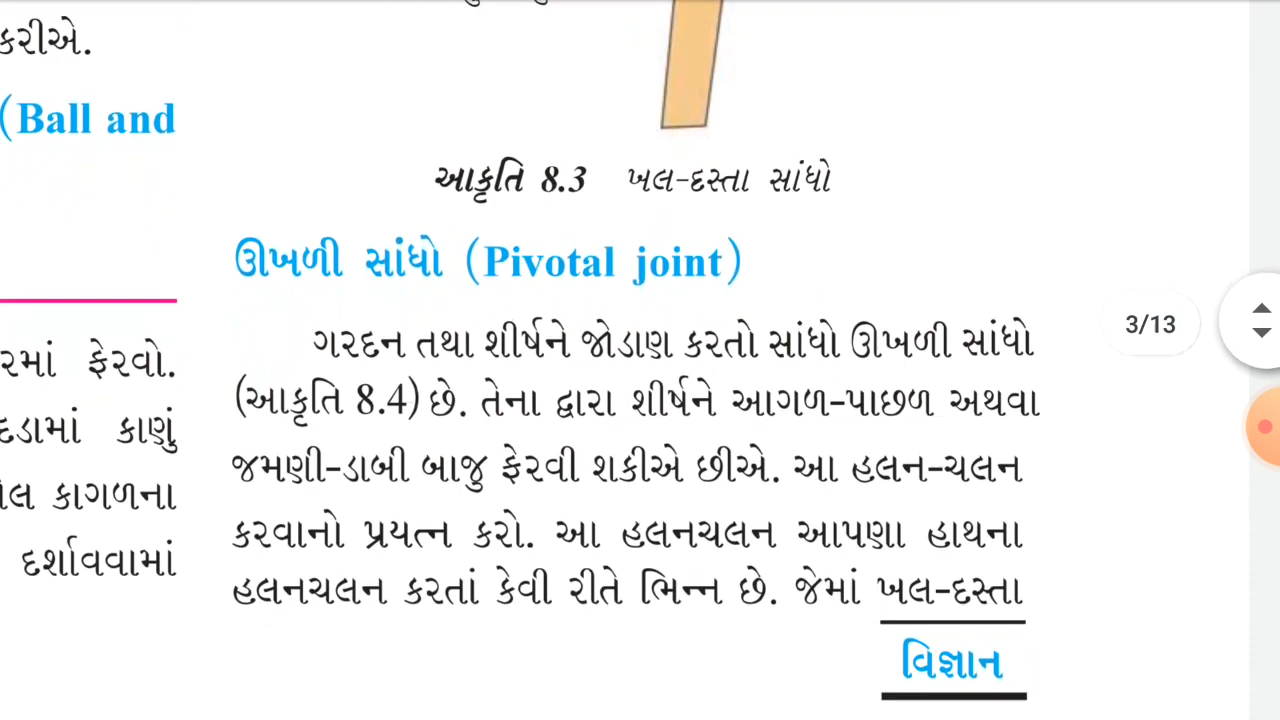 કરીએ.
(Ball and
રમાં ફેરવો.
દડામાં કાણું
લ કાગળના
દર્શાવવામાં
આકૃતિ 8.3 ખલ-દસ્તા સાંધો
ઊખળી સાંધો (Pivotal joint)
ગરદન તથા શીર્ષને જોડાણ કરતો સાંધો ઊખળી સાંધો
(આકૃતિ 8.4) છે. તેના દ્વારા શીર્ષને આગળ-પાછળ અથવા
જમણી-ડાબી બાજુ ફેરવી શકીએ છીએ. આ હલન-ચલન
કરવાનો પ્રયત્ન કરો. આ હલનચલન આપણા હાથના
હલનચલન કરતાં કેવી રીતે ભિન્ન છે. જેમાં ખલ-દસ્તા
વિજ્ઞાન
3/13